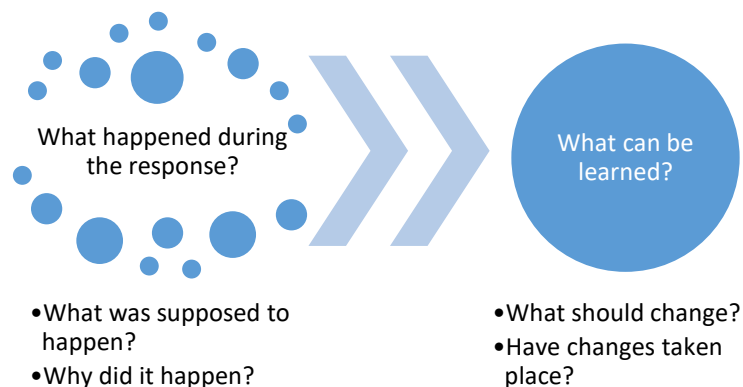 What happened during
the response?
•What was supposed to
happen?
•Why did it happen?
What can be
learned?
•What should change?
•Have changes taken
place?